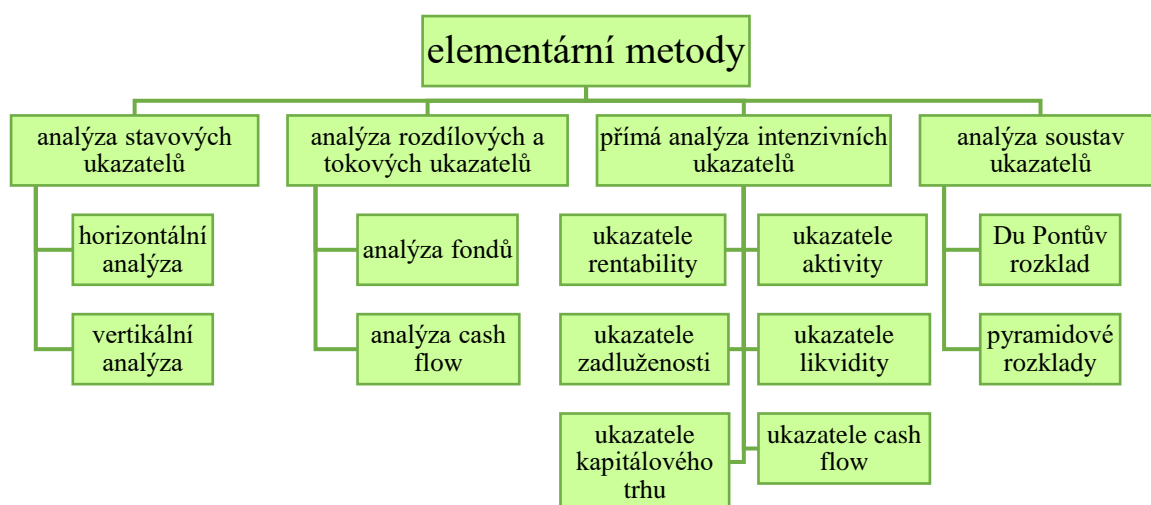 elementární metody
analýza stavových
ukazatelů
horizontální
analýza
vertikální
analýza
analýza rozdílových a
tokových ukazatelů
analýza fondů
analýza cash
flow
přímá analýza intenzivních
ukazatelů
ukazatele
rentability
ukazatele
aktivity
ukazatele
zadluženosti
ukazatele
likvidity
ukazatele
kapitálového
trhu
ukazatele cash
flow
analýza soustav
ukazatelů
Du Pontův
rozklad
pyramidové
rozklady